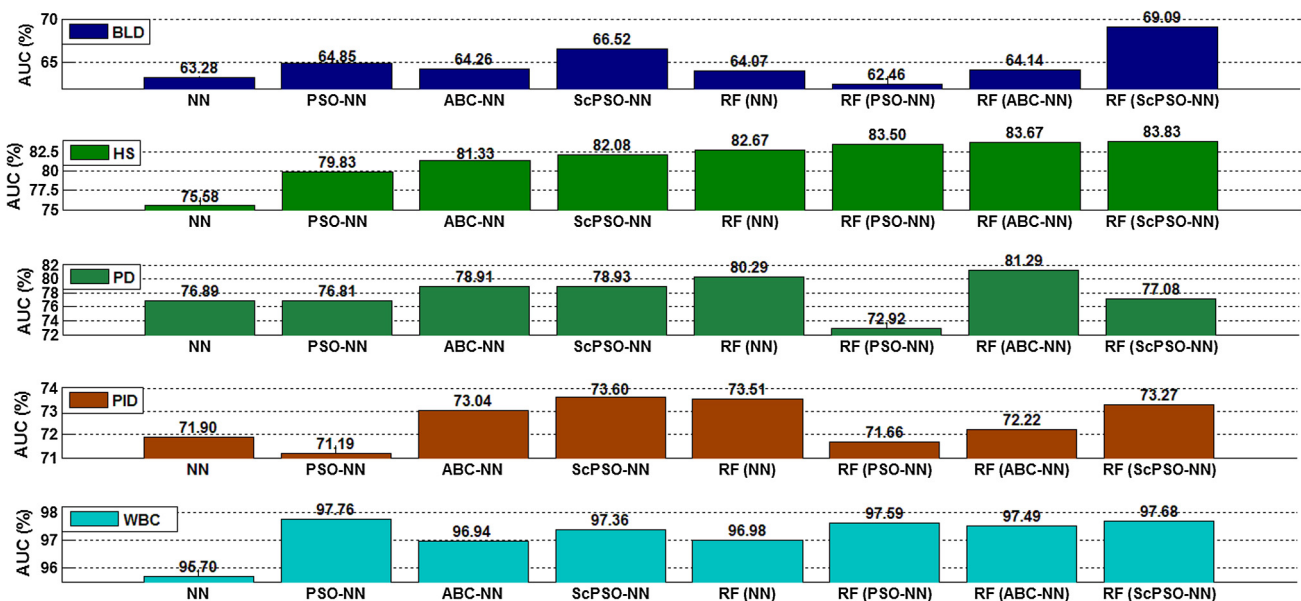 70
69.09
BLD
66.52
AUC (%)
65
63.28
64.85
64.26
64.07
62.46
64.14
NN
PSO-NN
ABC-NN
ScPSO-NN
RF (NN)
RF (PSO-NN)
RF (ABC-NN)
RF (ScPSO-NN)
HS
AUC (%)
82.5
80
77.5
75
75.58
79.83
81.33
82.08
82.67
83.50
83.67
83.83
NN
PSO-NN
ABC-NN
ScPSO-NN
RF (NN)
RF (PSO-NN)
RF (ABC-NN)
RF (ScPSO-NN)
PD
AUC (%)
82
80
78
76
74
72
76.89
76.81
78.91
78.93
80.29
72.92
81.29
77.08
NN
PSO-NN
ABC-NN
ScPSO-NN
RF (NN)
RF (PSO-NN)
RF (ABC-NN)
RF (ScPSO-NN)
PID
AUC (%)
74
73
72
71
71.90
71.19
73.04
73.60
73.51
71.66
72.22
73.27
NN
PSO-NN
ABC-NN
ScPSO-NN
RF (NN)
RF (PSO-NN)
RF (ABC-NN)
RF (ScPSO-NN)
WBC
AUC (%)
98
97
96
95.70
97.76
96.94
97.36
96.98
97.59
97.49
97.68
NN
PSO-NN
ABC-NN
ScPSO-NN
RF (NN)
RF (PSO-NN)
RF (ABC-NN)
RF (ScPSO-NN)